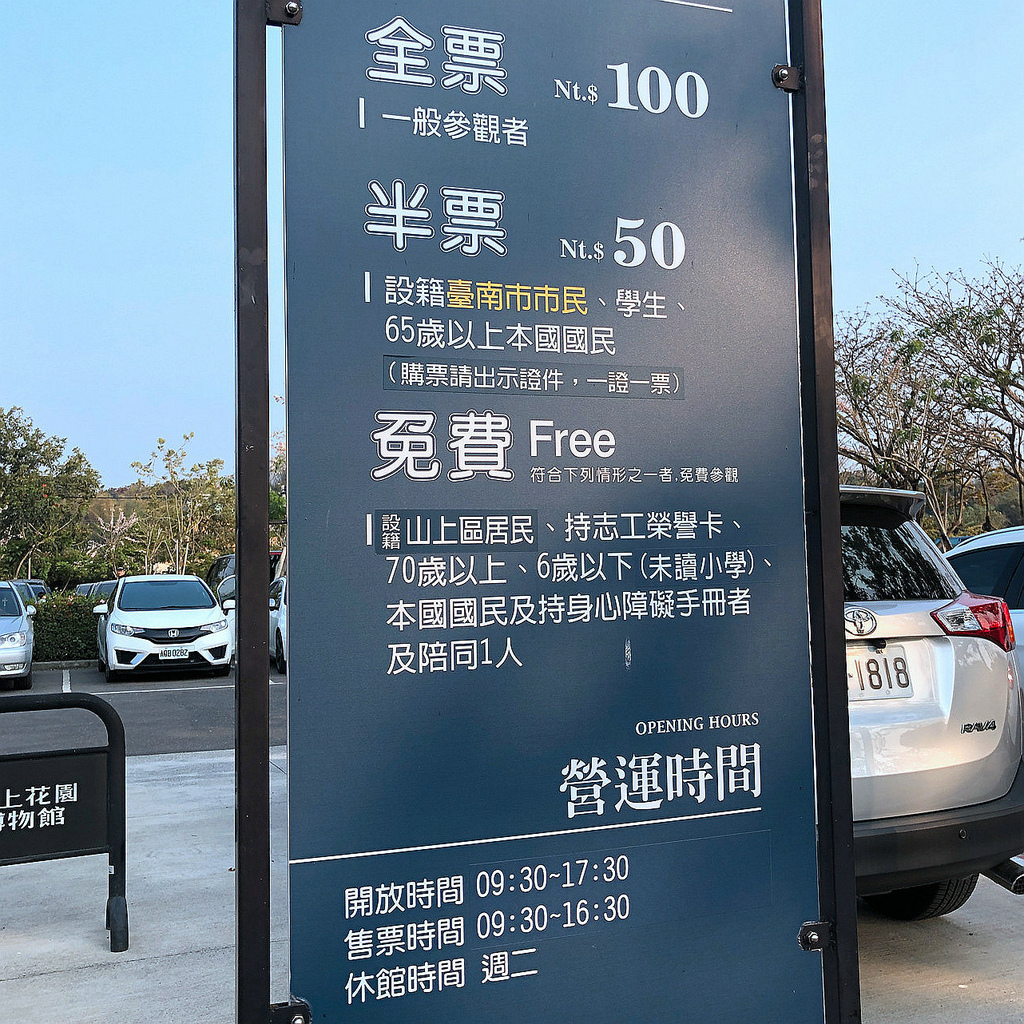 全票 Nt.$ 100
一般參觀者
半票 Nt.$ 50
設籍臺南市市民、學生、
65歲以上本國國民
(購票請出示證件，一證一票)
免費 Free
符合下列情形之一者,免費參觀
設籍山上區居民、持志工榮譽卡、
70歲以上、6歲以下(未讀小學)、
本國國民及持身心障礙手冊者
及陪同1人
OPENING HOURS
營運時間
開放時間 09:30~17:30
售票時間 09:30~16:30
休館時間 週二
上花園
博物館
1818
RAV4